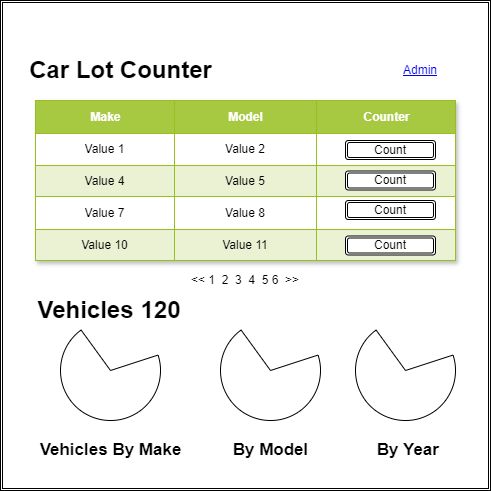 Car Lot Counter Admin
Make Model Counter
Value 1 Value 2 Count
Value 4 Value 5 Count
Value 7 Value 8 Count
Value 10 Value 11 Count
<< 1 2 3 4 5 6 >>
Vehicles 120
Vehicles By Make By Model By Year